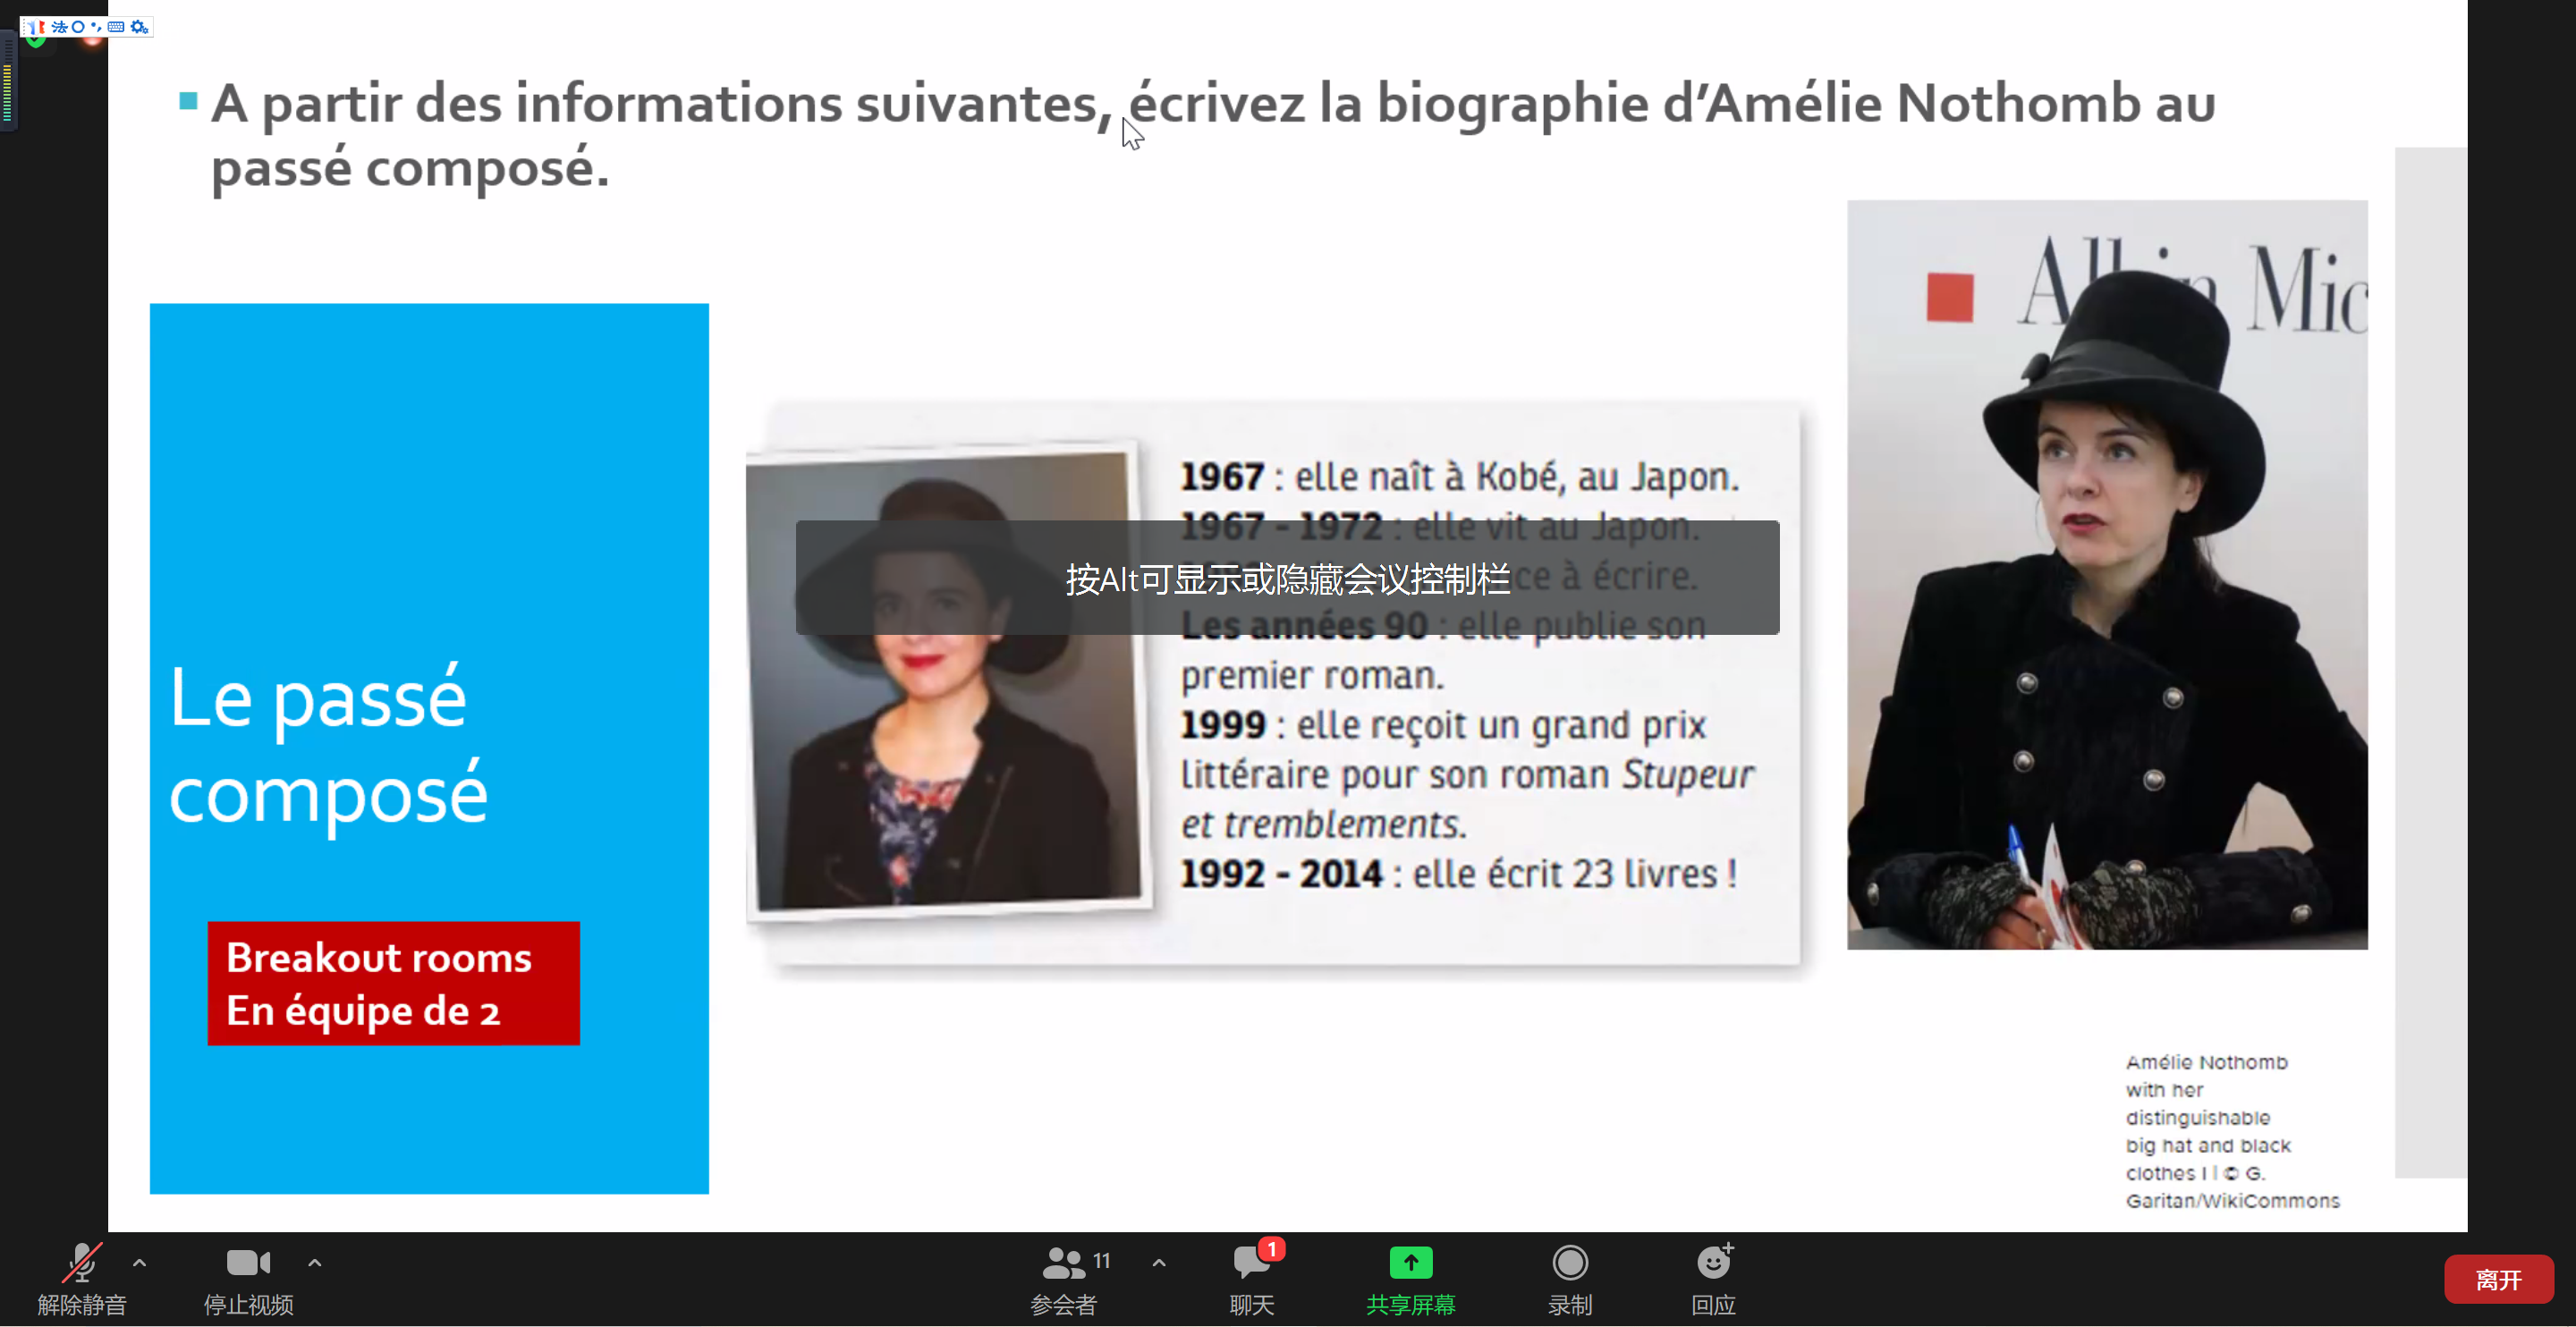 法
A partir des informations suivantes, écrivez la biographie d’Amélie Nothomb au
passé composé.
Albin Mic
1967 : elle naît à Kobé, au Japon.
1967 - 1972 : elle vit au Japon.
按Alt可显示或隐藏会议控制栏
ce à écrire.
Les années 90 : elle publie son
premier roman.
1999 : elle reçoit un grand prix
littéraire pour son roman Stupeur
et tremblements.
1992 - 2014 : elle écrit 23 livres !
Le passé
composé
Breakout rooms
En équipe de 2
Amélie Nothomb
with her
distinguishable
big hat and black
clothes I | © G.
Garitan/WikiCommons
解除静音
停止视频
11
参会者
1
聊天
共享屏幕
录制
回应
离开